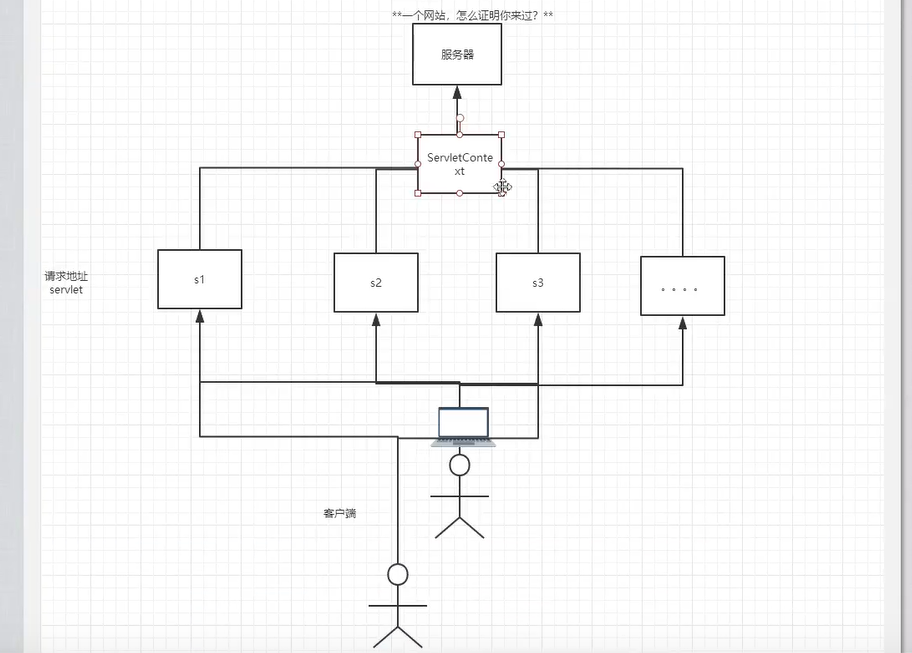 **一个网站，怎么证明你来过？**
服务器
ServletConte
xt
请求地址
servlet
s1
s2
s3
。。。。
客户端